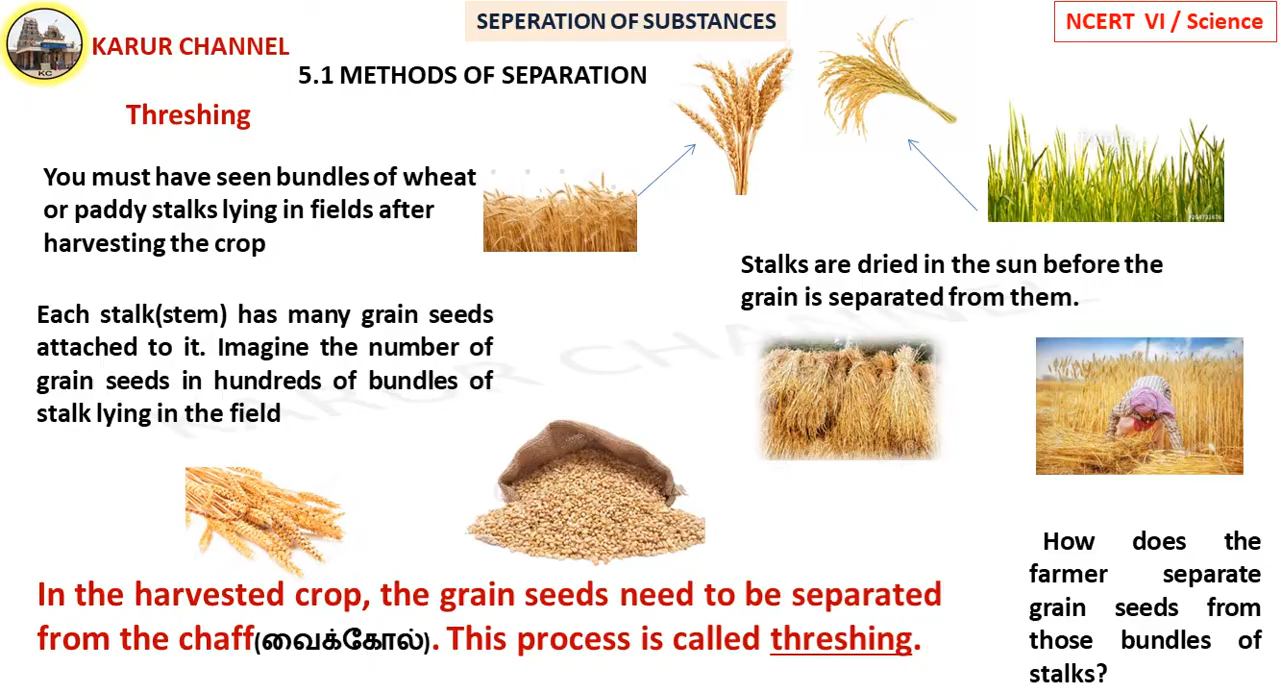 SEPERATION OF SUBSTANCES
NCERT VI / Science
KARUR CHANNEL
KC
5.1 METHODS OF SEPARATION
Threshing
You must have seen bundles of wheat
or paddy stalks lying in fields after
harvesting the crop
Stalks are dried in the sun before the
grain is separated from them.
Each stalk(stem) has many grain seeds
attached to it. Imagine the number of
grain seeds in hundreds of bundles of
stalk lying in the field
KARUR CHANNEL
How does the
farmer separate
grain seeds from
those bundles of
stalks?
In the harvested crop, the grain seeds need to be separated
from the chaff(வைக்கோல்). This process is called threshing.